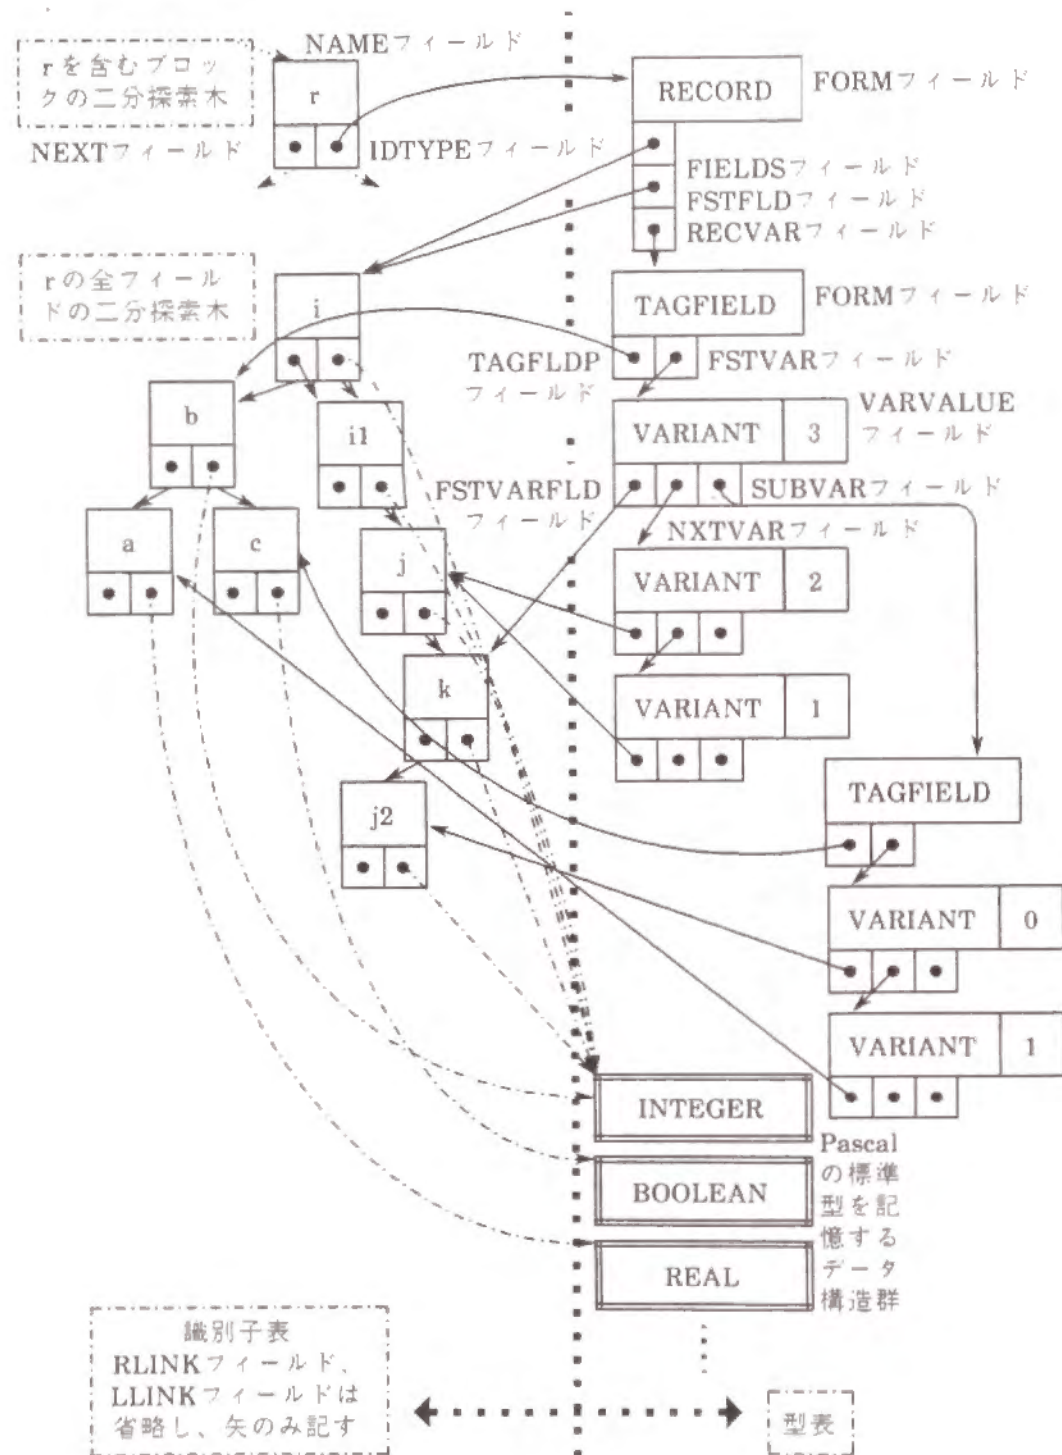 rを含むブロッ
クの二分探索木
NAMEフィールド
r
NEXTフィールド
IDTYPEフィールド
RECORD
FORMフィールド
FIELDSフィールド
FSTFLDフィールド
RECVARフィールド
rの全フィール
ドの二分探索木
i
TAGFIELD
FORMフィールド
TAGFLDP
フィールド
FSTVARフィールド
b
i1
VARIANT 3
VARVALUE
フィールド
FSTVARFLD
フィールド
SUBVARフィールド
NXTVARフィールド
a
c
j
VARIANT 2
k
VARIANT 1
j2
TAGFIELD
VARIANT 0
VARIANT 1
INTEGER
BOOLEAN
REAL
Pascal
の標準
型を記
憶する
データ
構造群
識別子表
RLINKフィールド、
LLINKフィールドは
省略し、矢のみ記す
型表